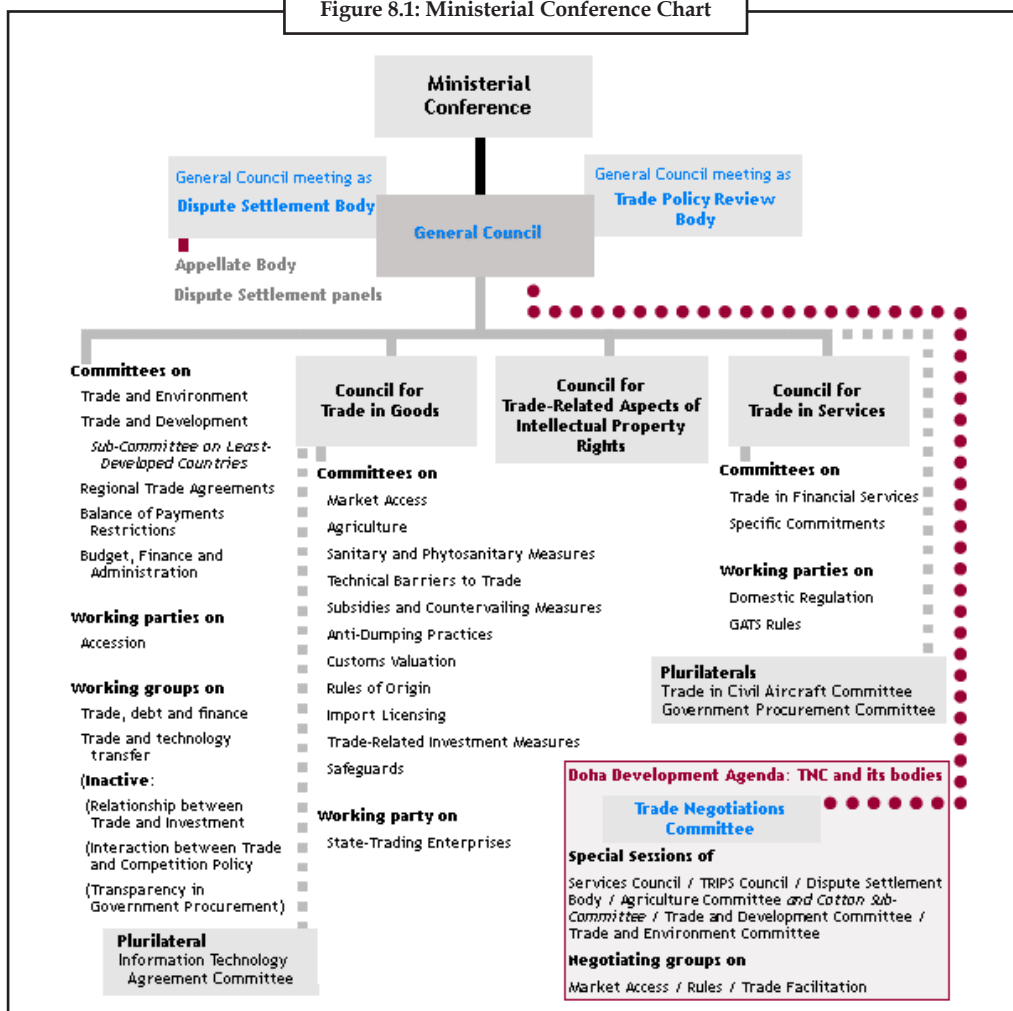 Figure 8.1: Ministerial Conference Chart
Ministerial
Conference
General Council meeting as
Dispute Settlement Body
General Council meeting as
Trade Policy Review
Body
General Council
Appellate Body
Dispute Settlement panels
Committees on
Trade and Environment
Trade and Development
Sub-Committee on Least-
Developed Countries
Regional Trade Agreements
Balance of Payments
Restrictions
Budget, Finance and
Administration
Working parties on
Accession
Working groups on
Trade, debt and finance
Trade and technology
transfer
(Inactive:
(Relationship between
Trade and Investment
(Interaction between Trade
and Competition Policy
(Transparency in
Government Procurement)
Plurilateral
Information Technology
Agreement Committee
Council for
Trade in Goods
Committees on
Market Access
Agriculture
Sanitary and Phytosanitary Measures
Technical Barriers to Trade
Subsidies and Countervailing Measures
Anti-Dumping Practices
Customs Valuation
Rules of Origin
Import Licensing
Trade-Related Investment Measures
Safeguards
Working party on
State-Trading Enterprises
Council for
Trade-Related Aspects of
Intellectual Property
Rights
Council for
Trade in Services
Committees on
Trade in Financial Services
Specific Commitments
Working parties on
Domestic Regulation
GATS Rules
Plurilaterals
Trade in Civil Aircraft Committee
Government Procurement Committee
Doha Development Agenda: TNC and its bodies
Trade Negotiations
Committee
Special Sessions of
Services Council / TRIPS Council / Dispute Settlement
Body / Agriculture Committee and Cotton Sub-
Committee / Trade and Development Committee /
Trade and Environment Committee
Negotiating groups on
Market Access / Rules / Trade Facilitation